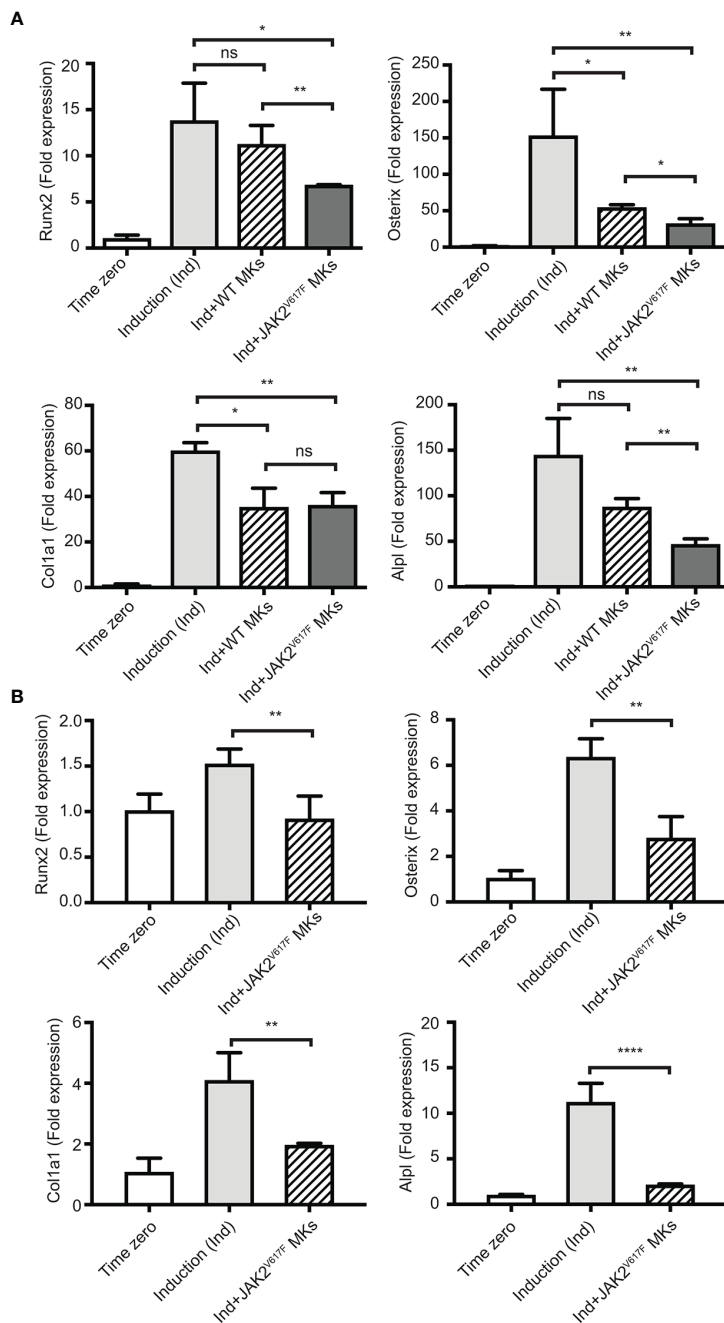 A
Runx2 (Fold expression)
20
15
10
5
0
*
ns
**
Time zero
Induction (Ind)
Ind+WT MKs
Ind+JAK2V617F MKs
Osterix (Fold expression)
250
200
150
100
50
0
**
*
*
Time zero
Induction (Ind)
Ind+WT MKs
Ind+JAK2V617F MKs
Col1a1 (Fold expression)
80
60
40
20
0
**
*
ns
Time zero
Induction (Ind)
Ind+WT MKs
Ind+JAK2V617F MKs
Alpl (Fold expression)
200
150
100
50
0
**
ns
**
Time zero
Induction (Ind)
Ind+WT MKs
Ind+JAK2V617F MKs
B
Runx2 (Fold expression)
2.0
1.5
1.0
0.5
0.0
**
Time zero
Induction (Ind)
Ind+JAK2V617F MKs
Osterix (Fold expression)
8
6
4
2
0
**
Time zero
Induction (Ind)
Ind+JAK2V617F MKs
Col1a1 (Fold expression)
6
4
2
0
**
Time zero
Induction (Ind)
Ind+JAK2V617F MKs
Alpl (Fold expression)
20
15
10
5
0
****
Time zero
Induction (Ind)
Ind+JAK2V617F MKs